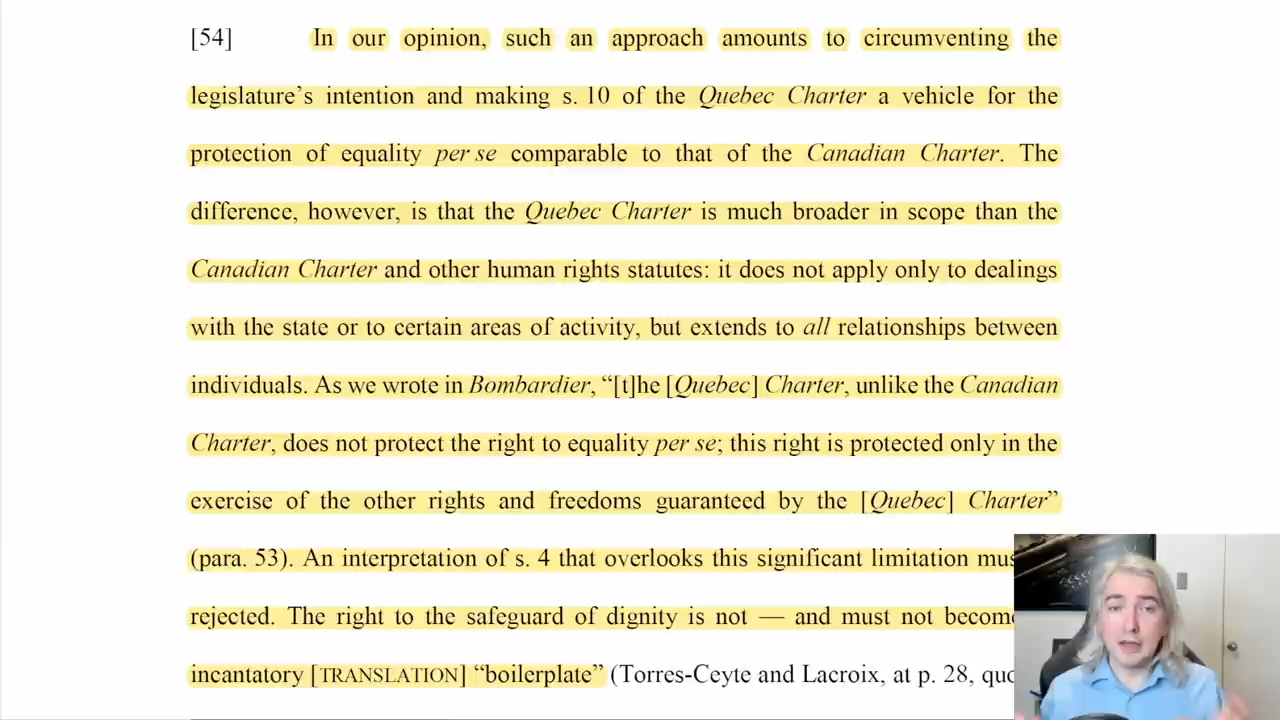 [54] In our opinion, such an approach amounts to circumventing the
legislature’s intention and making s. 10 of the Quebec Charter a vehicle for the
protection of equality per se comparable to that of the Canadian Charter. The
difference, however, is that the Quebec Charter is much broader in scope than the
Canadian Charter and other human rights statutes: it does not apply only to dealings
with the state or to certain areas of activity, but extends to all relationships between
individuals. As we wrote in Bombardier, “[t]he [Quebec] Charter, unlike the Canadian
Charter, does not protect the right to equality per se; this right is protected only in the
exercise of the other rights and freedoms guaranteed by the [Quebec] Charter”
(para. 53). An interpretation of s. 4 that overlooks this significant limitation
rejected. The right to the safeguard of dignity is not — and must not become
incantatory [TRANSLATION] “boilerplate” (Torres-Ceyte and Lacroix, at p. 28,